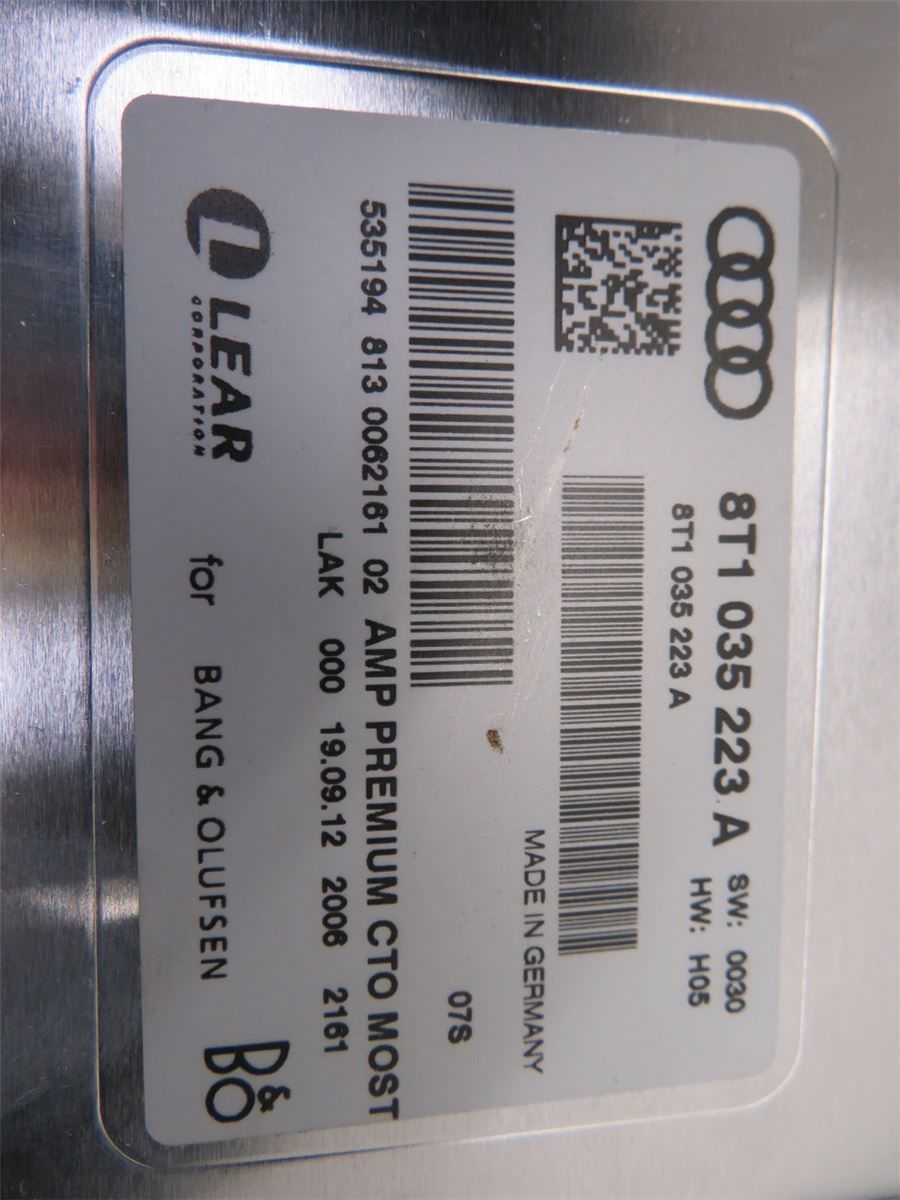 8T1 035 223 A SW: 0030
8T1 035 223 A HW: H05
MADE IN GERMANY
07S
535194 813 0062161 02 AMP PREMIUM CTO MOST
LAK 000 19.09.12 2006 2161
LEAR
CORPORATION
for BANG & OLUFSEN
B&O